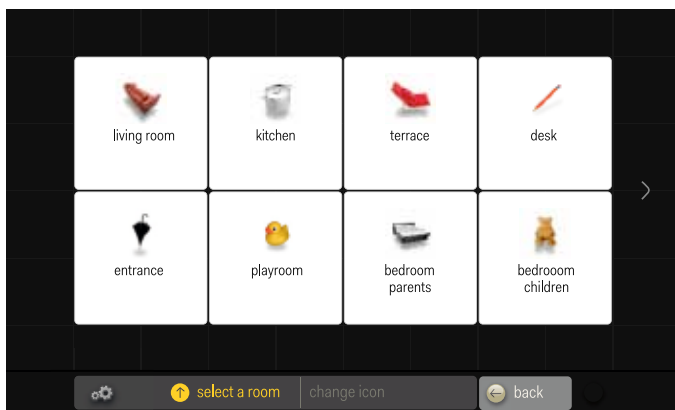 living room
kitchen
terrace
desk
entrance
playroom
bedroom
parents
bedrooom
children
select a room
change icon
back